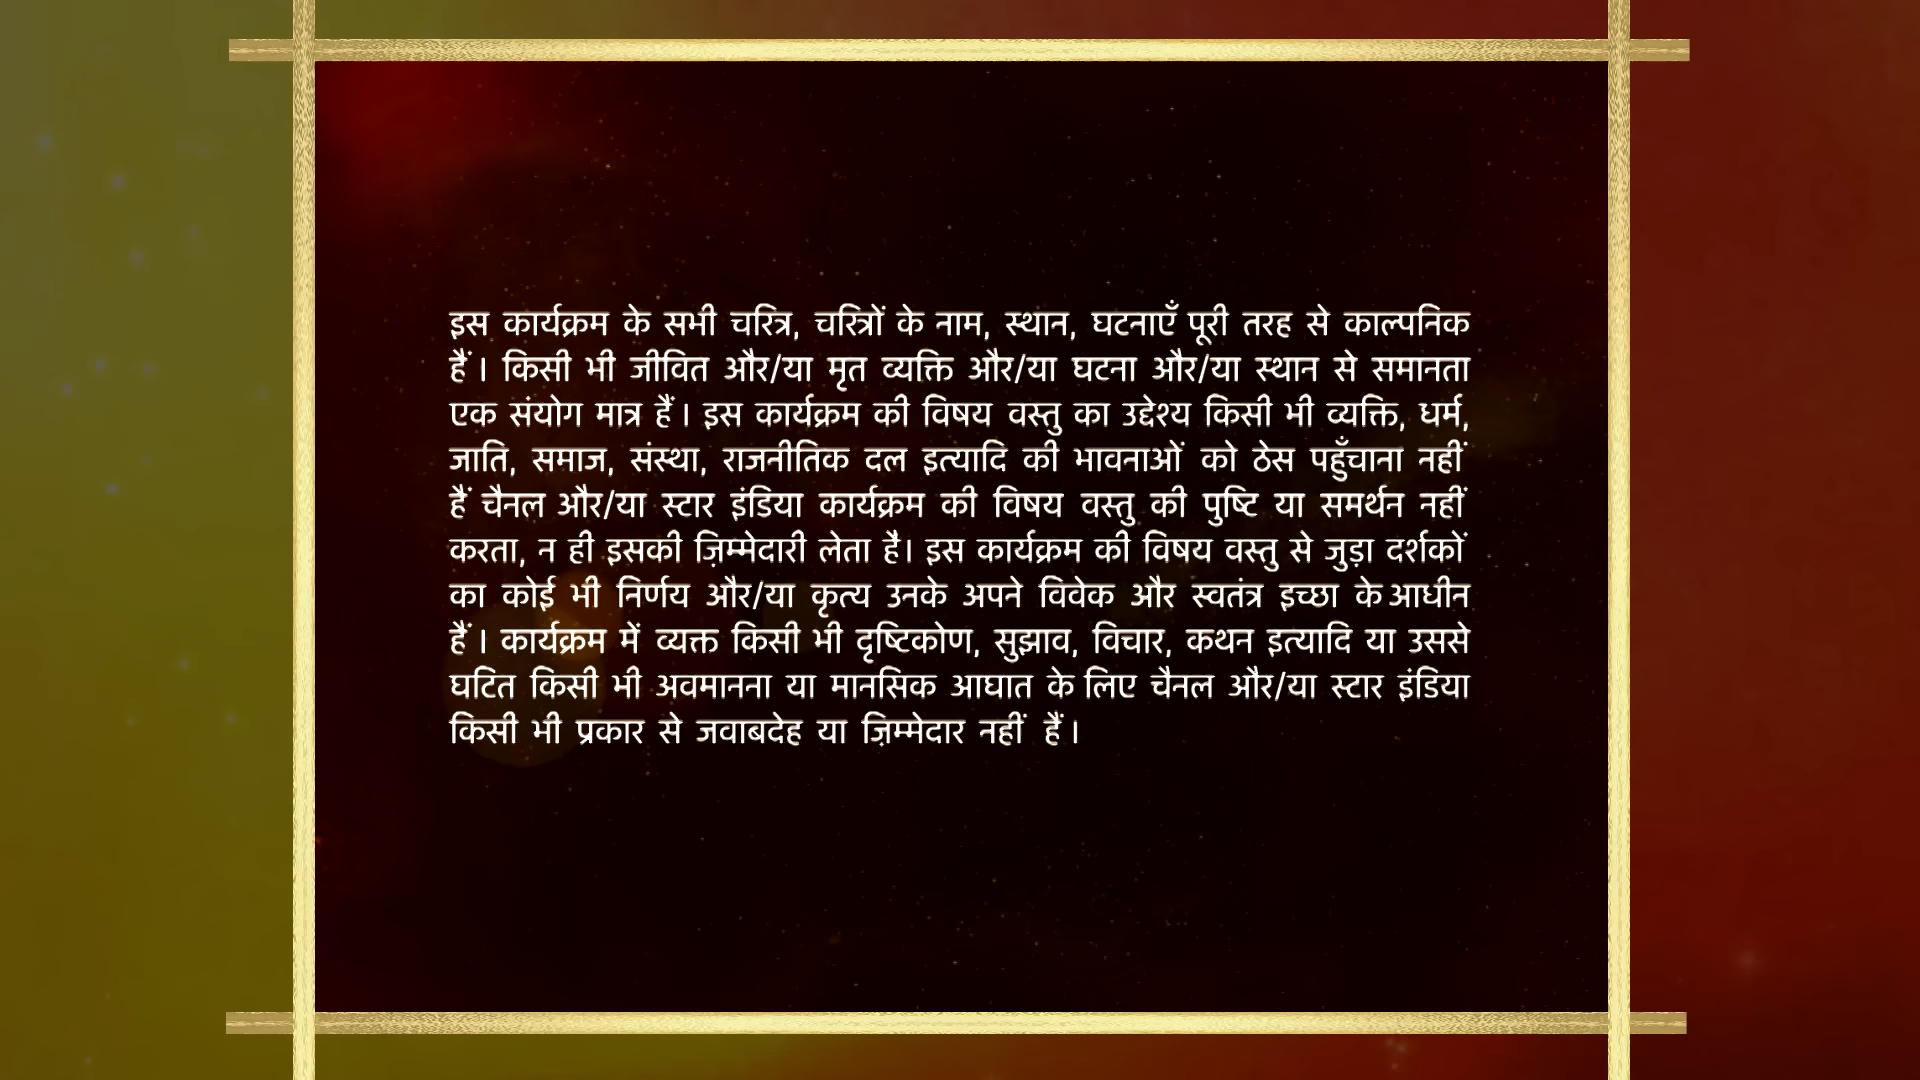 इस कार्यक्रम के सभी चरित्र, चरित्रों के नाम, स्थान, घटनाएँ पूरी तरह से काल्पनिक
हैं । किसी भी जीवित और/या मृत व्यक्ति और/या घटना और/या स्थान से समानता
एक संयोग मात्र हैं । इस कार्यक्रम की विषय वस्तु का उद्देश्य किसी भी व्यक्ति, धर्म,
जाति, समाज, संस्था, राजनीतिक दल इत्यादि की भावनाओं को ठेस पहुँचाना नहीं
हैं चैनल और/या स्टार इंडिया कार्यक्रम की विषय वस्तु की पुष्टि या समर्थन नहीं
करता, न ही इसकी ज़िम्मेदारी लेता है। इस कार्यक्रम की विषय वस्तु से जुड़ा दर्शकों
का कोई भी निर्णय और/या कृत्य उनके अपने विवेक और स्वतंत्र इच्छा के आधीन
हैं । कार्यक्रम में व्यक्त किसी भी दृष्टिकोण, सुझाव, विचार, कथन इत्यादि या उससे
घटित किसी भी अवमानना या मानसिक आघात के लिए चैनल और/या स्टार इंडिया
किसी भी प्रकार से जवाबदेह या ज़िम्मेदार नहीं हैं ।